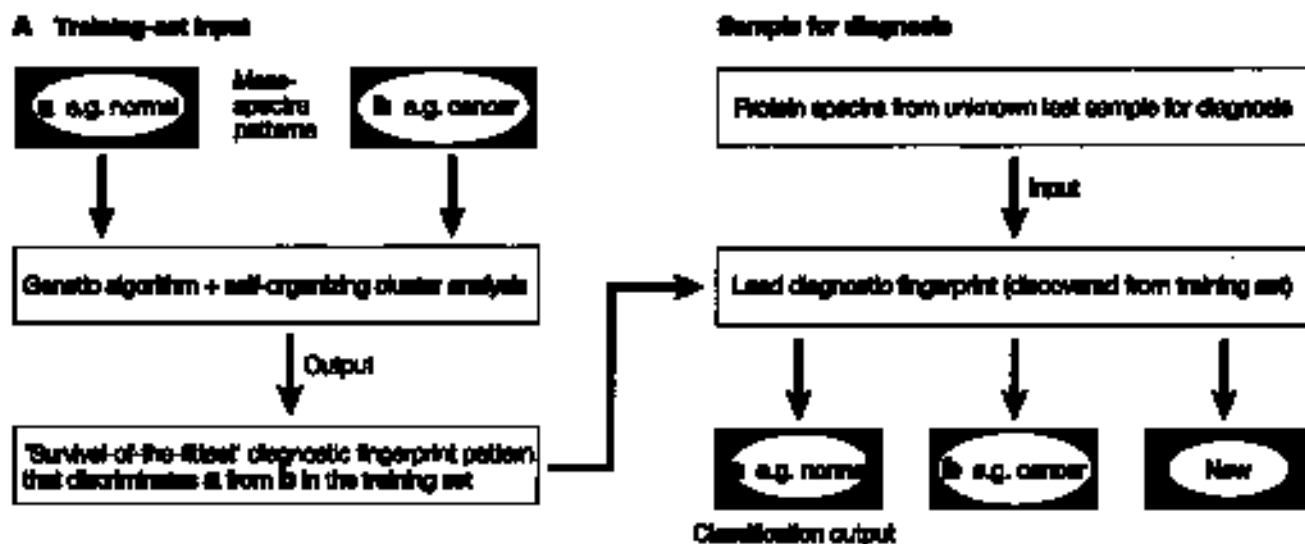 A Training-set input
a e.g. normal
Mass-
spectra
patterns
b e.g. cancer
Genetic algorithm + self-organizing cluster analysis
Output
'Survival-of-the-fittest' diagnostic fingerprint pattern
that discriminates a from b in the training set
Sample for diagnosis
Protein spectra from unknown test sample for diagnosis
Input
Lead diagnostic fingerprint (discovered from training set)
a e.g. normal
b e.g. cancer
New
Classification output